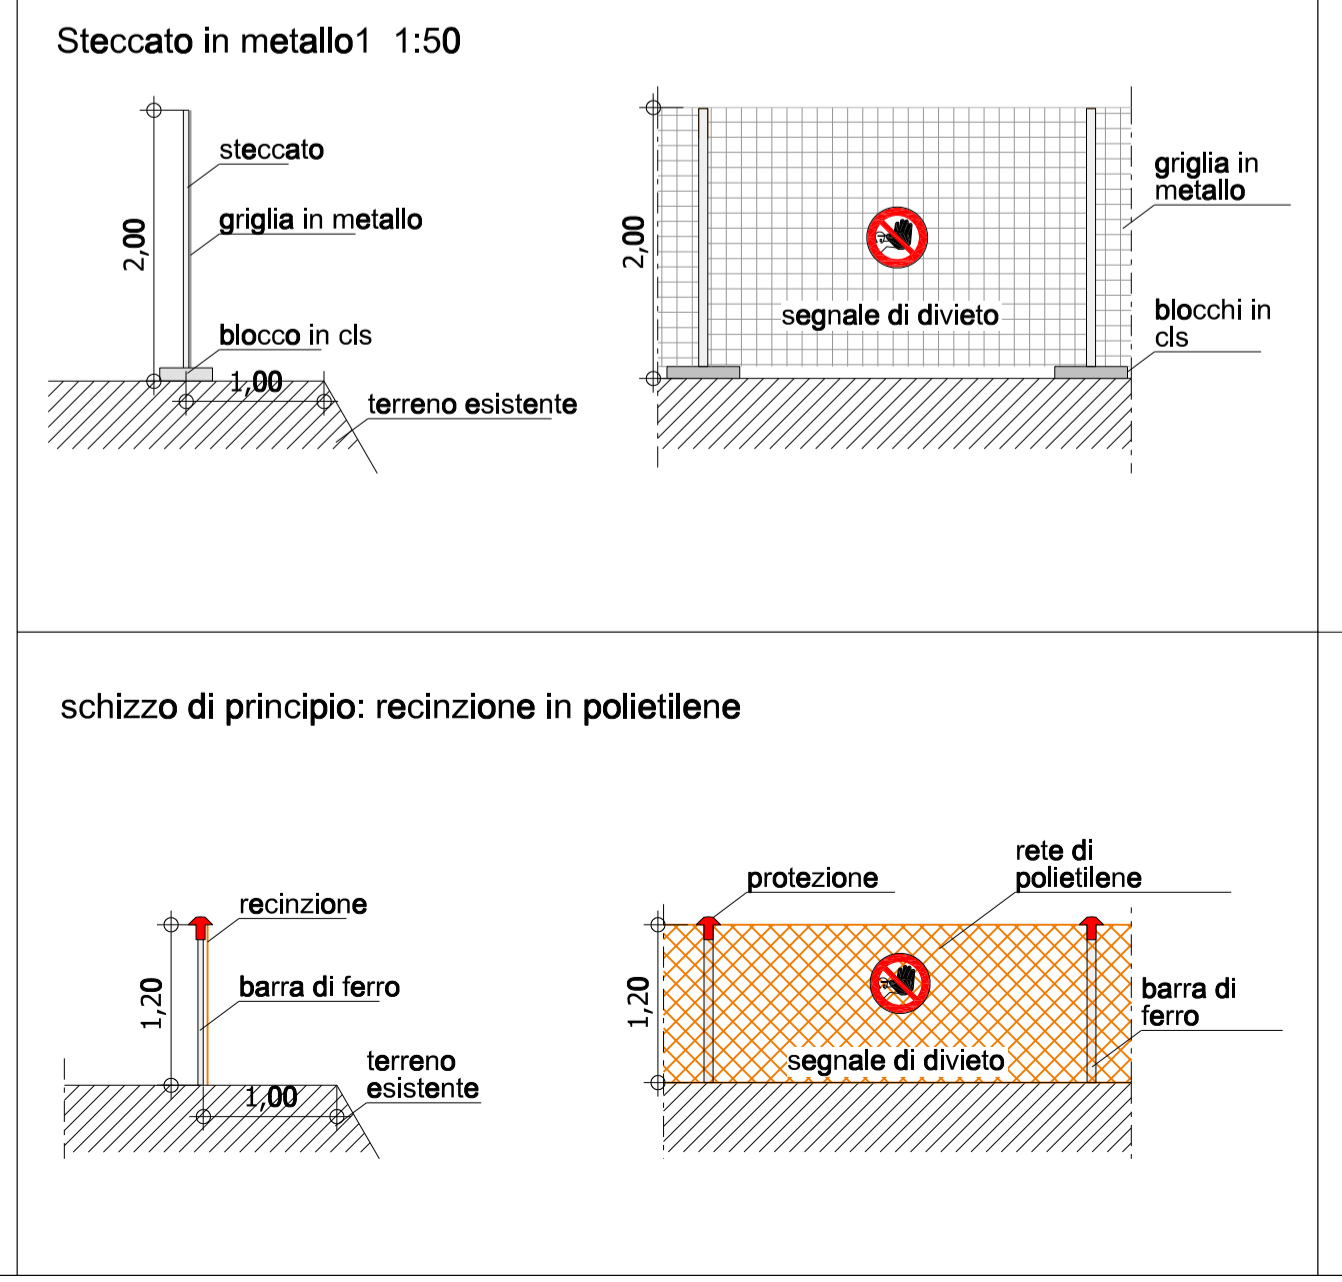 Steccato in metallo1 1:50
steccato
griglia in metallo
2,00
blocco in cls
1,00
terreno esistente
2,00
segnale di divieto
griglia in
metallo
blocchi in
cls
schizzo di principio: recinzione in polietilene
recinzione
barra di ferro
1,20
terreno
esistente
1,00
protezione
rete di
polietilene
1,20
segnale di divieto
barra di
ferro